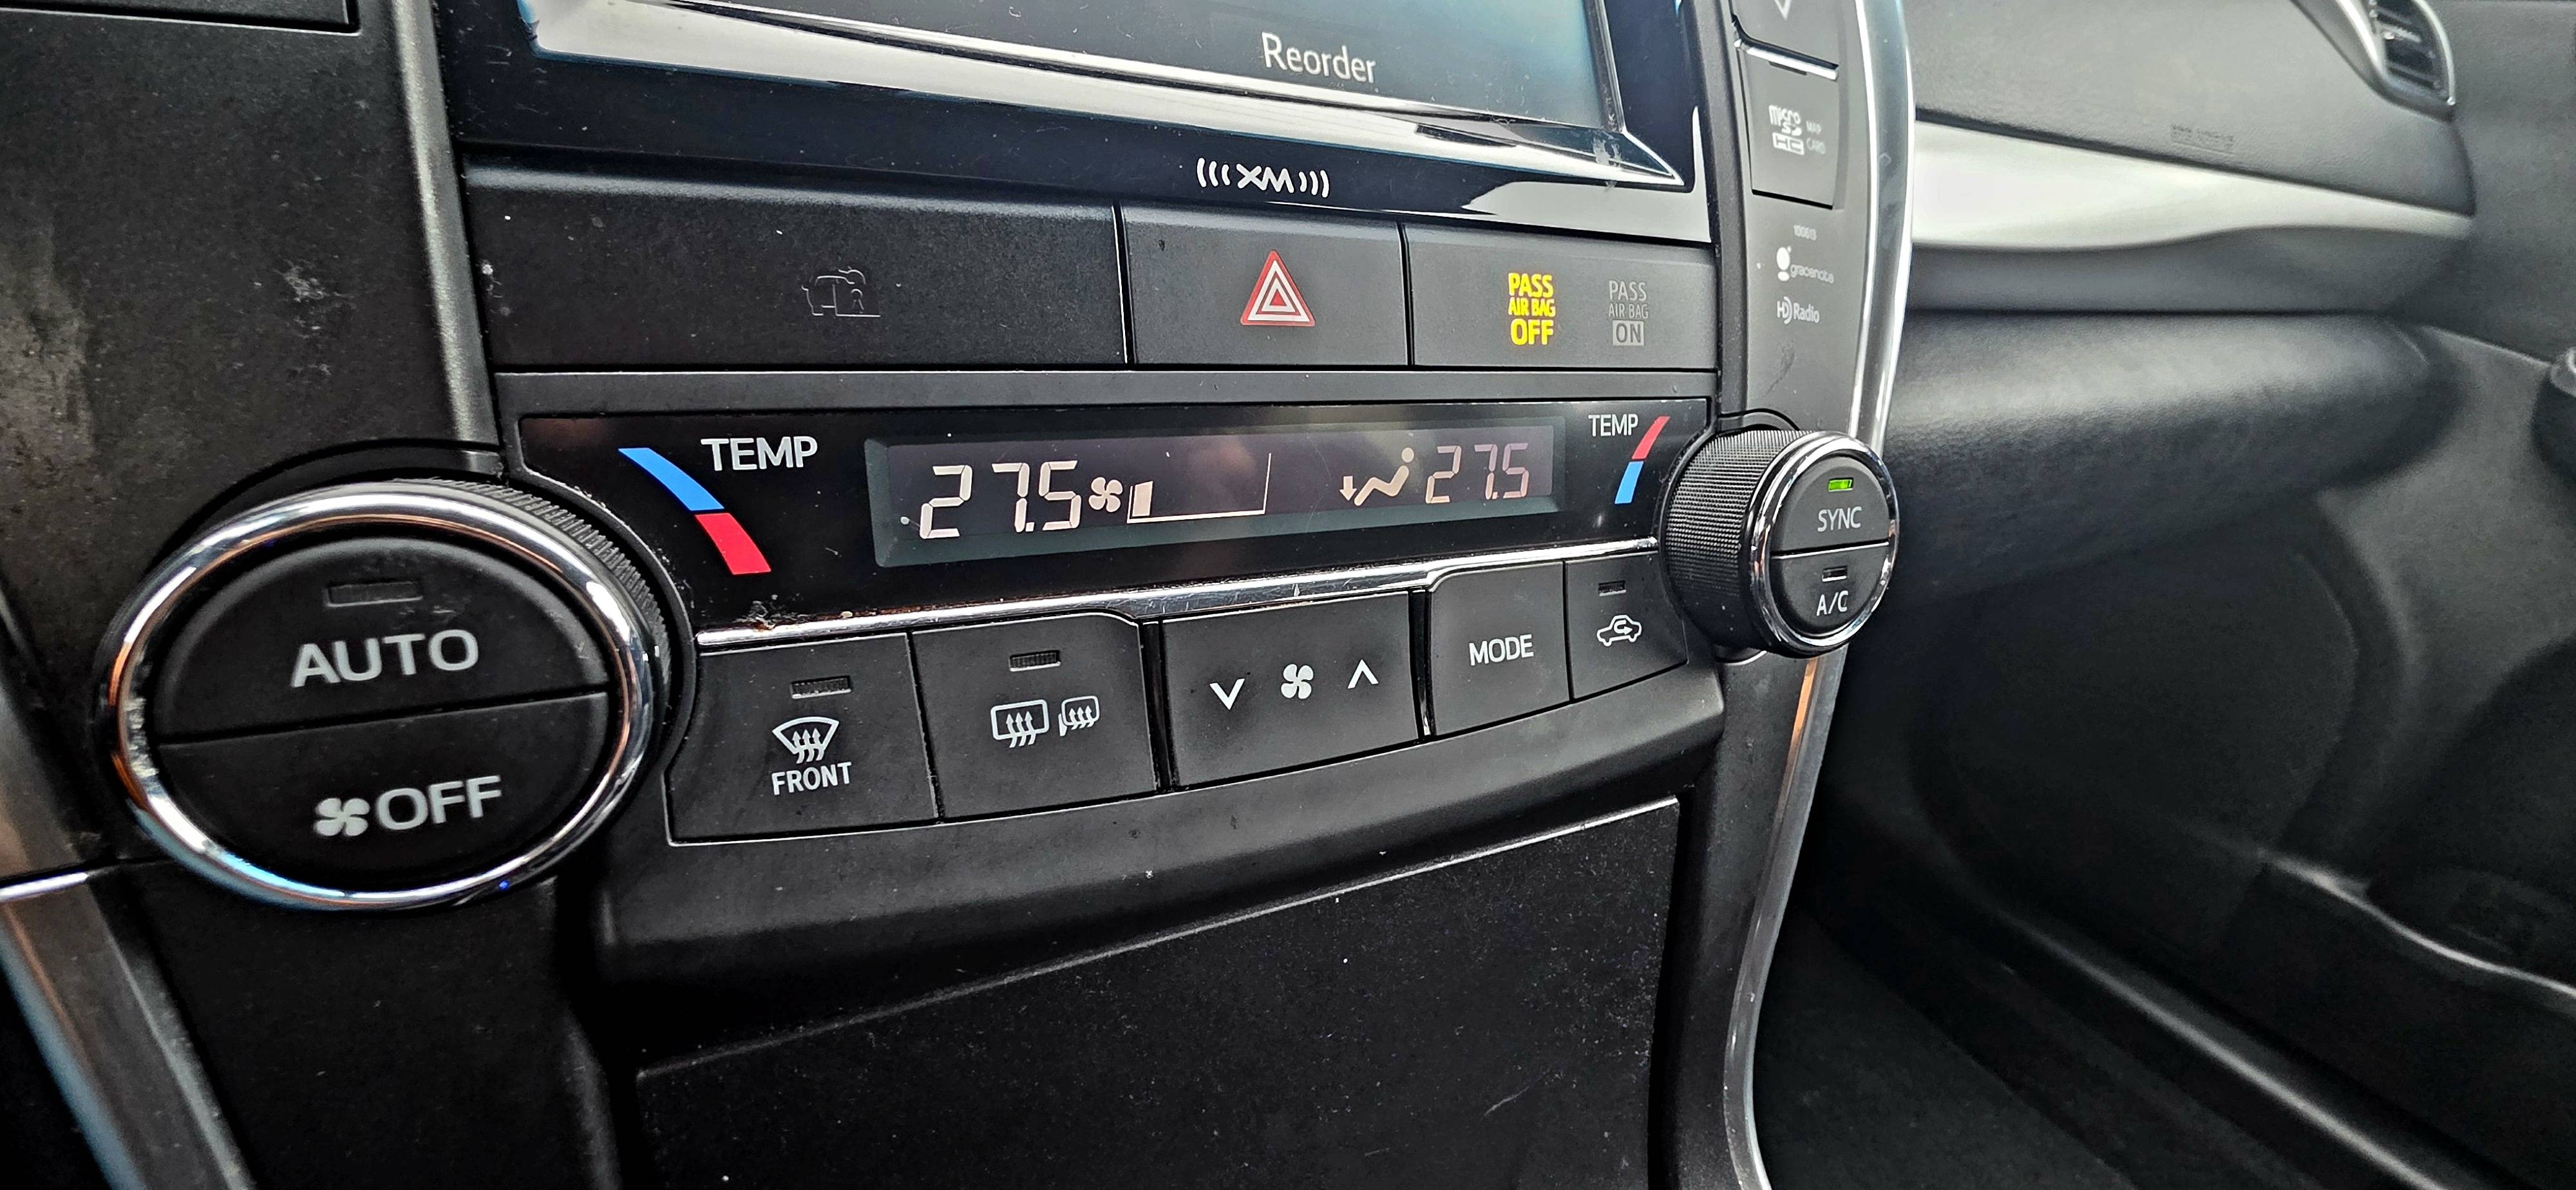 Reorder
XM
micro
SD
HC
MAP
CARD
100613
gracenote
HD Radio
PASS
AIR BAG
OFF
PASS
AIR BAG
ON
TEMP
27.5
27.5
TEMP
SYNC
A/C
AUTO
OFF
FRONT
MODE